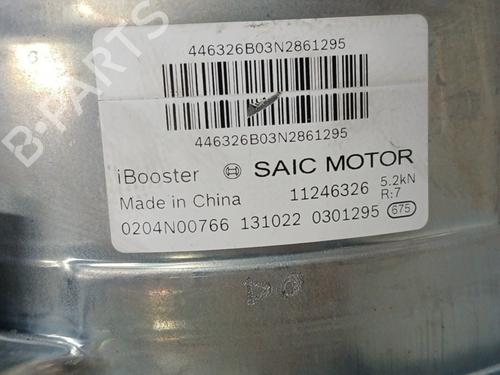 446326B03N2861295
446326B03N2861295
iBooster SAIC MOTOR
Made in China 11246326 5.2kN
R:7
0204N00766 131022 0301295 675
B-PARTS